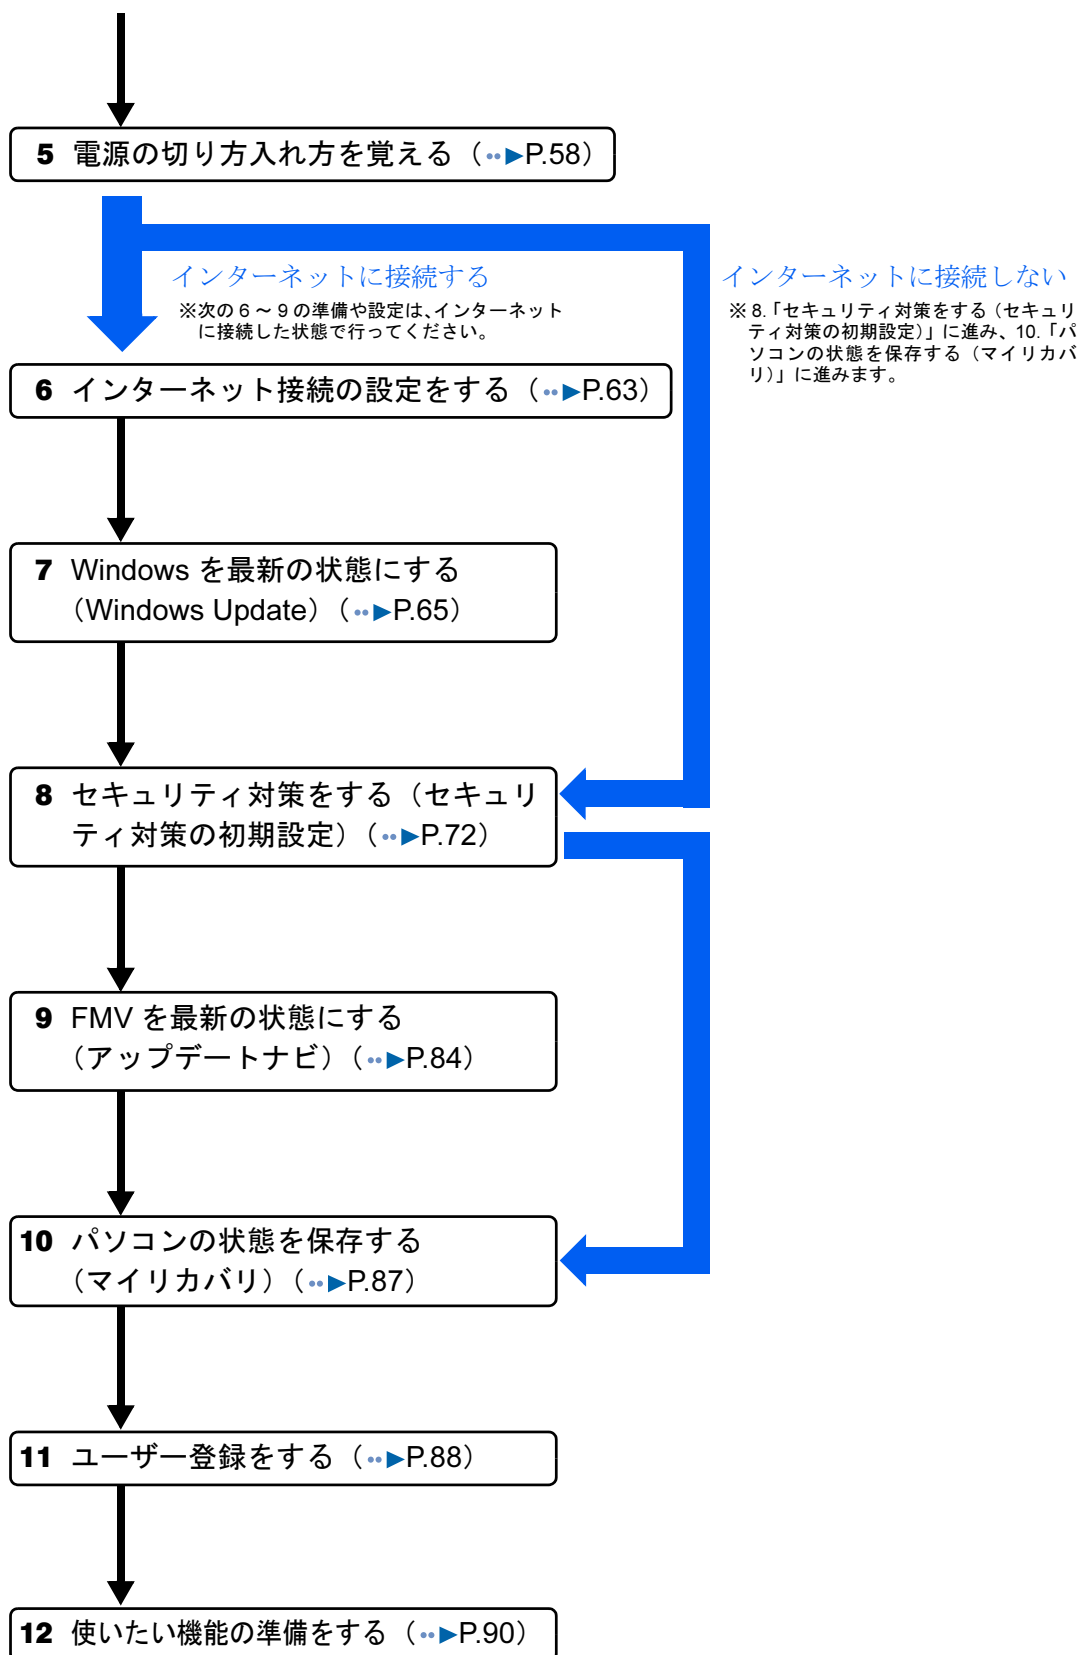 5 電源の切り方入れ方を覚える（••▶P.58）
インターネットに接続する
※次の6～9の準備や設定は、インターネット
に接続した状態で行ってください。
インターネットに接続しない
※8.「セキュリティ対策をする（セキュリ
ティ対策の初期設定）」に進み、10.「パ
ソコンの状態を保存する（マイリカバ
リ）」に進みます。
6 インターネット接続の設定をする（••▶P.63）
7 Windows を最新の状態にする
（Windows Update）（••▶P.65）
8 セキュリティ対策をする（セキュリ
ティ対策の初期設定）（••▶P.72）
9 FMV を最新の状態にする
（アップデートナビ）（••▶P.84）
10 パソコンの状態を保存する
（マイリカバリ）（••▶P.87）
11 ユーザー登録をする（••▶P.88）
12 使いたい機能の準備をする（••▶P.90）